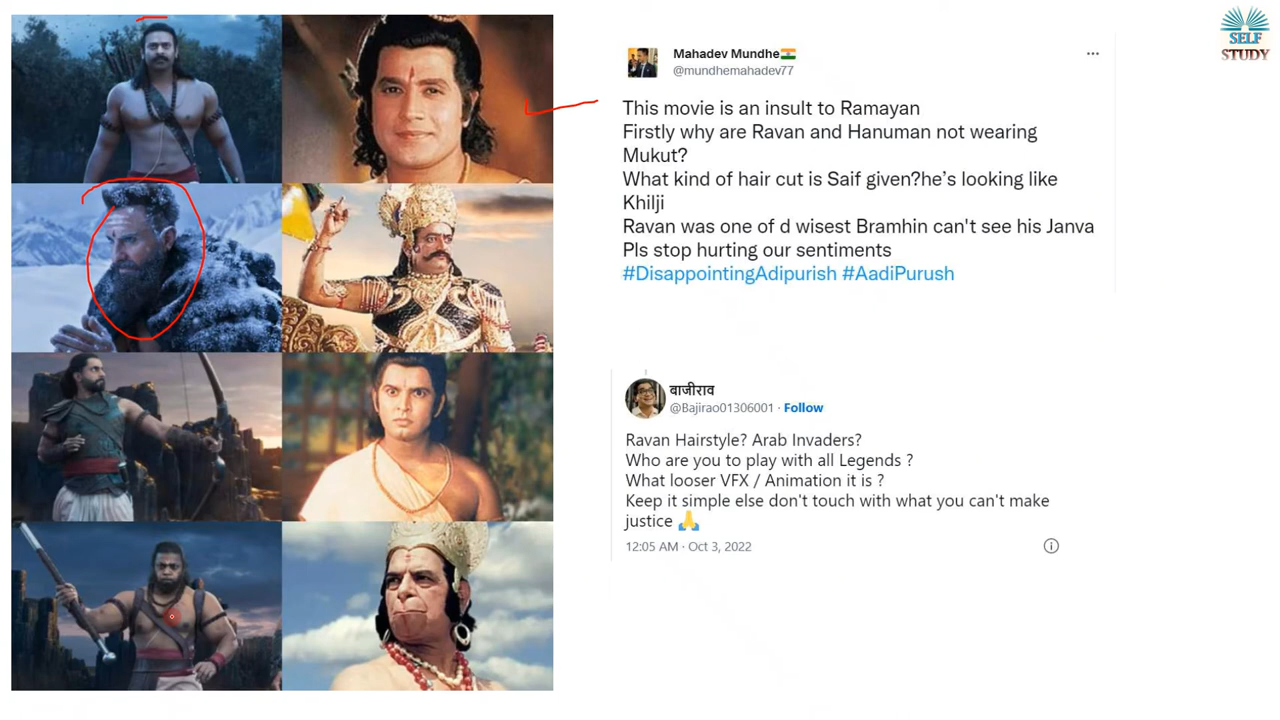 SELF
STUDY
Mahadev Mundhe🇮🇳
@mundhemahadev77
This movie is an insult to Ramayan
Firstly why are Ravan and Hanuman not wearing
Mukut?
What kind of hair cut is Saif given?he's looking like
Khilji
Ravan was one of d wisest Bramhin can't see his Janva
Pls stop hurting our sentiments
#DisappointingAdipurish #AadiPurush
बाजीराव
@Bajirao01306001 · Follow
Ravan Hairstyle? Arab Invaders?
Who are you to play with all Legends ?
What looser VFX / Animation it is ?
Keep it simple else don't touch with what you can't make
justice 🙏
12:05 AM · Oct 3, 2022